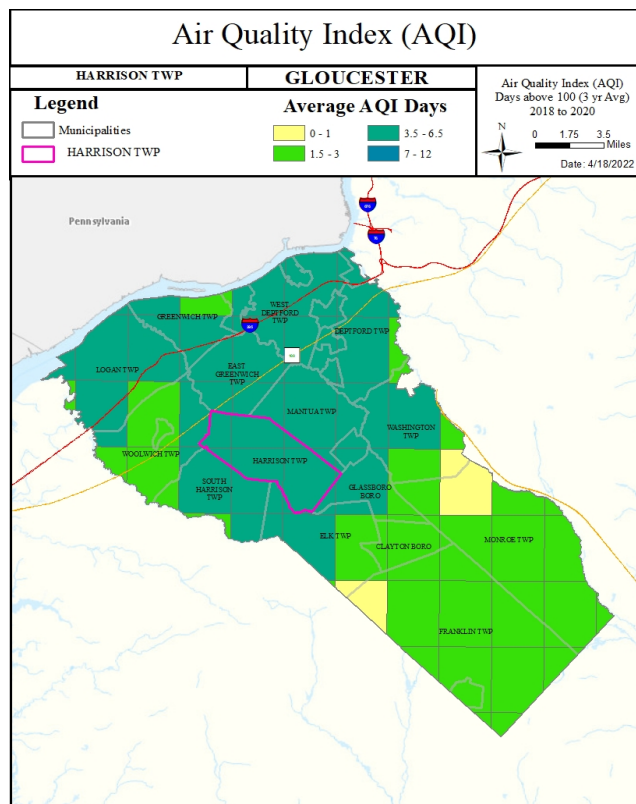 Air Quality Index (AQI)
HARRISON TWP
GLOUCESTER
Legend
Municipalities
HARRISON TWP
Average AQI Days
0 - 1
3.5 - 6.5
1.5 - 3
7 - 12
Air Quality Index (AQI)
Days above 100 (3 yr Avg)
2018 to 2020
N
0 1.75 3.5
Miles
Date: 4/18/2022
Pennsylvania
WEST
DEPTFORD
TWP
GREENWICH TWP
DEPTFORD TWP
LOGAN TWP
EAST
GREENWICH
TWP
MANTUA TWP
WASHINGTON
TWP
WOOLWICH TWP
HARRISON TWP
SOUTH
HARRISON
TWP
GLASSBORO
BORO
ELK TWP
CLAYTON BORO
MONROE TWP
FRANKLIN TWP